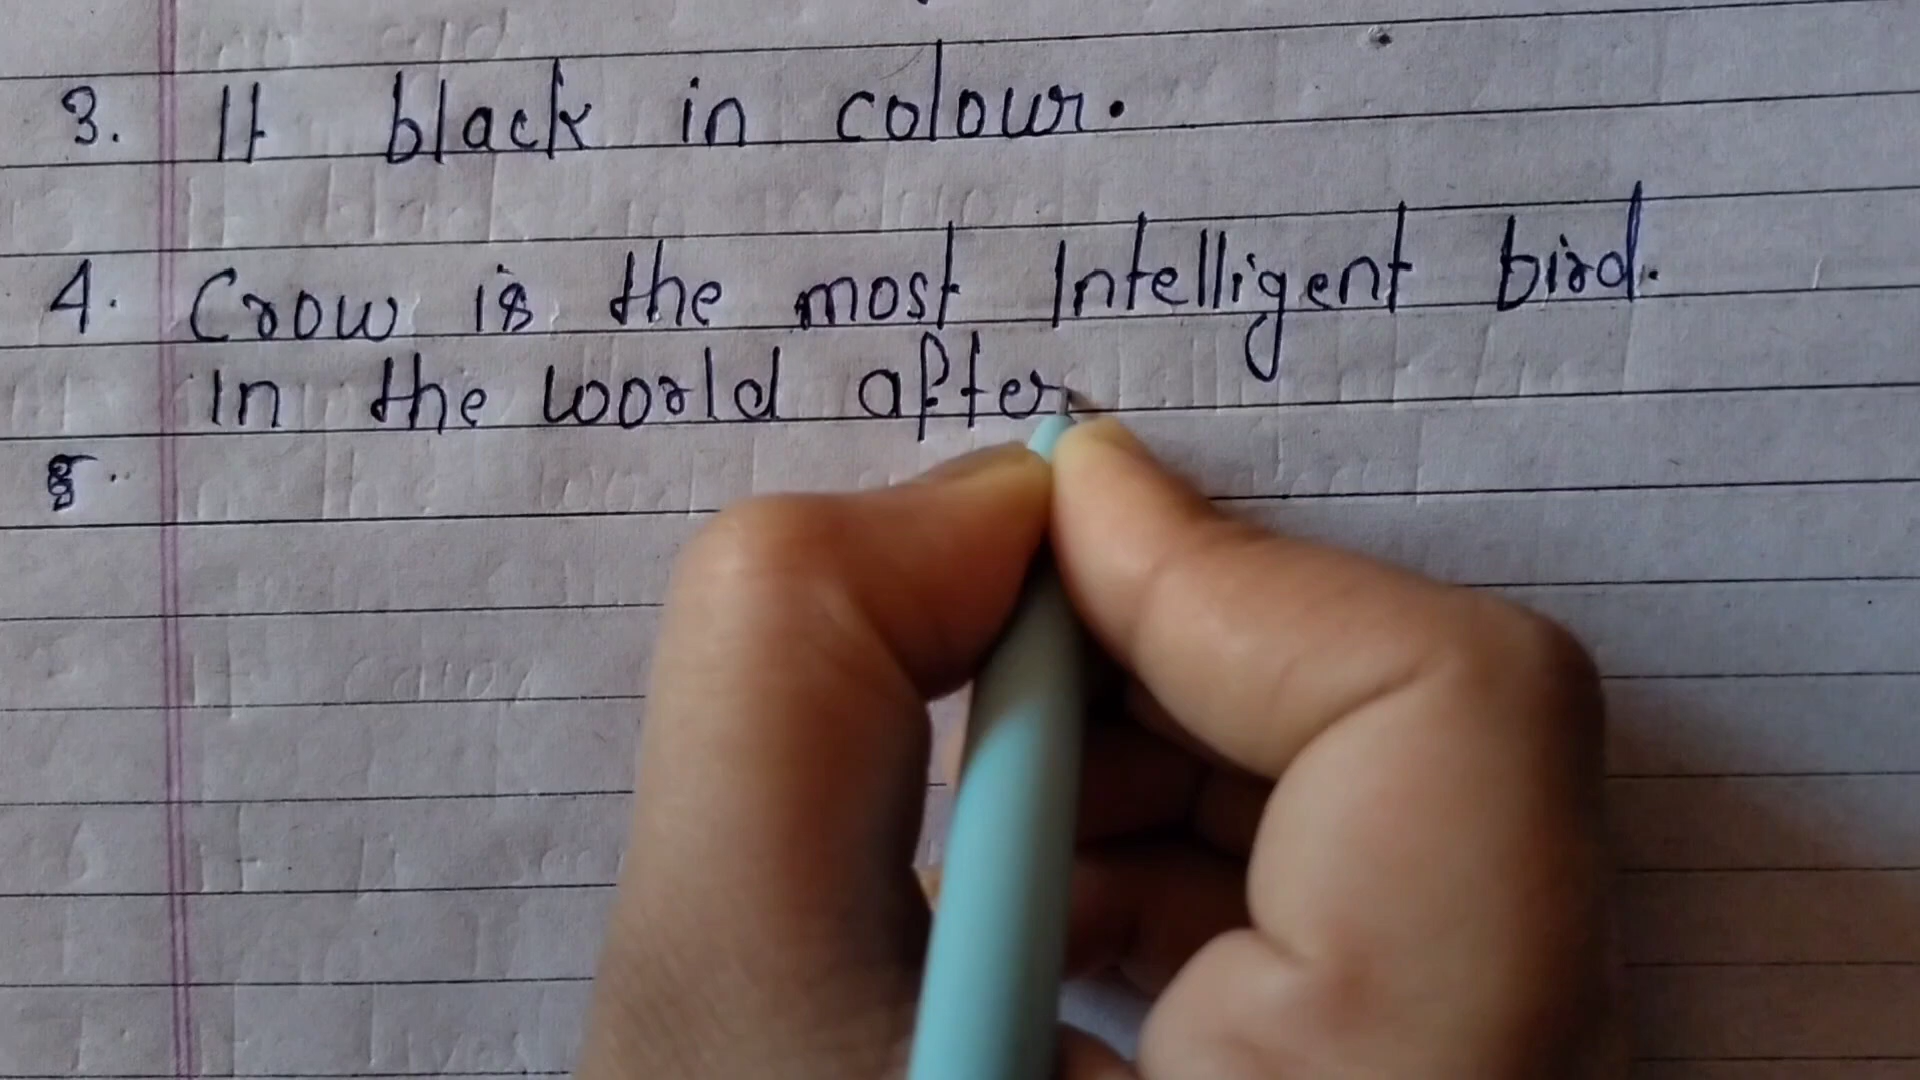 3. It black in colour.
4. Crow is the most Intelligent bird.
in the world after
5.